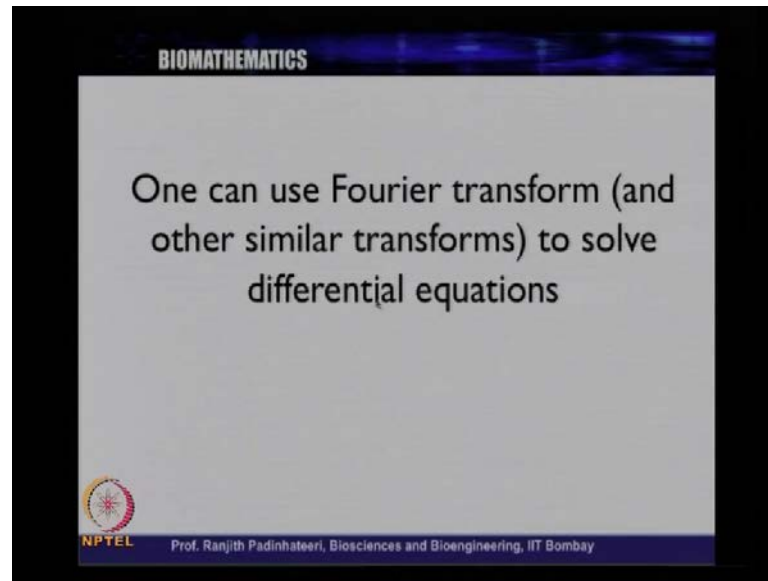 BIOMATHEMATICS
One can use Fourier transform (and
other similar transforms) to solve
differential equations
NPTEL
Prof. Ranjith Padinhateeri, Biosciences and Bioengineering, IIT Bombay